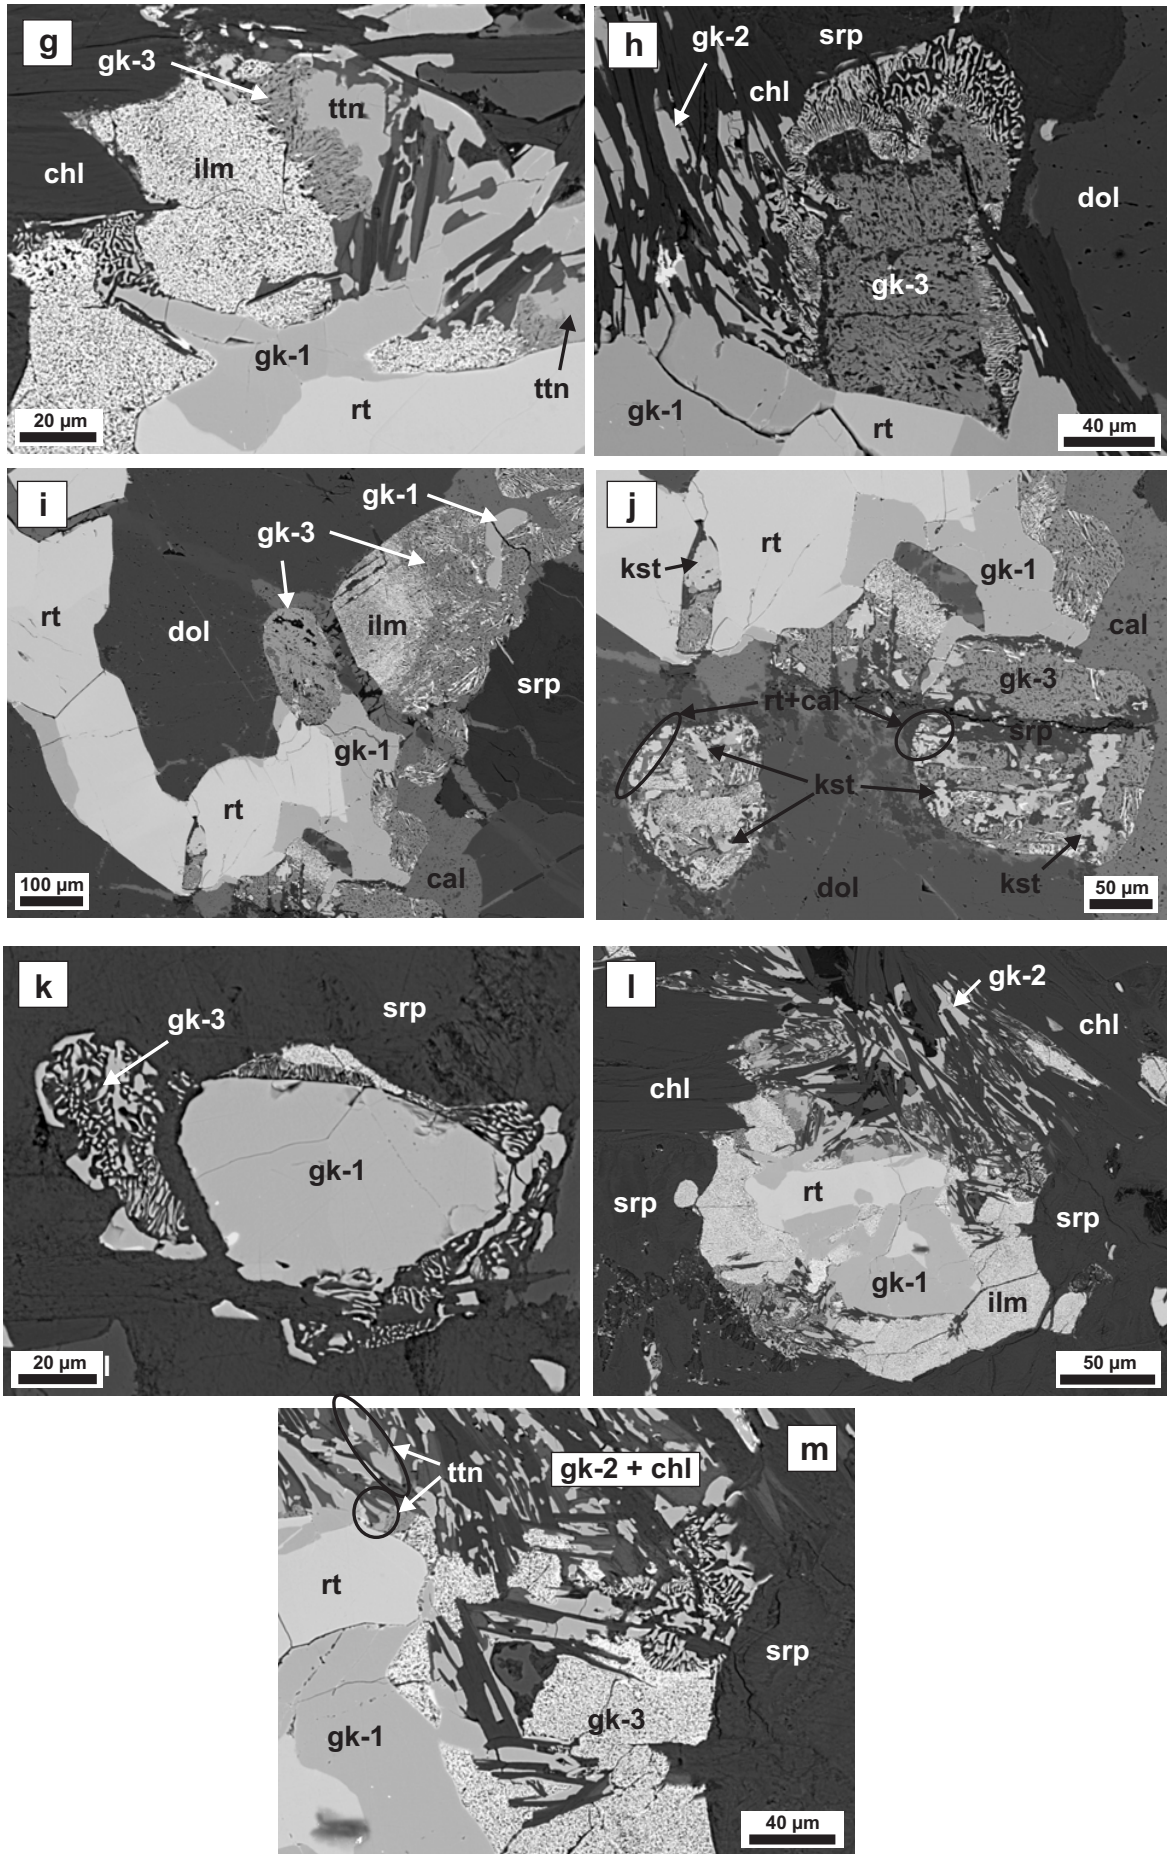 g
gk-3
ttn
ilm
chl
gk-1
ttn
rt
20 µm
h
gk-2
srp
chl
dol
gk-3
gk-1
rt
40 µm
i
gk-1
gk-3
rt
dol
ilm
srp
gk-1
rt
cal
100 µm
j
rt
kst
gk-1
cal
gk-3
rt+cal
srp
kst
dol
kst
50 µm
k
srp
gk-3
gk-1
20 µm
l
gk-2
chl
chl
rt
srp
srp
gk-1
ilm
50 µm
m
ttn
gk-2 + chl
rt
srp
gk-3
gk-1
40 µm